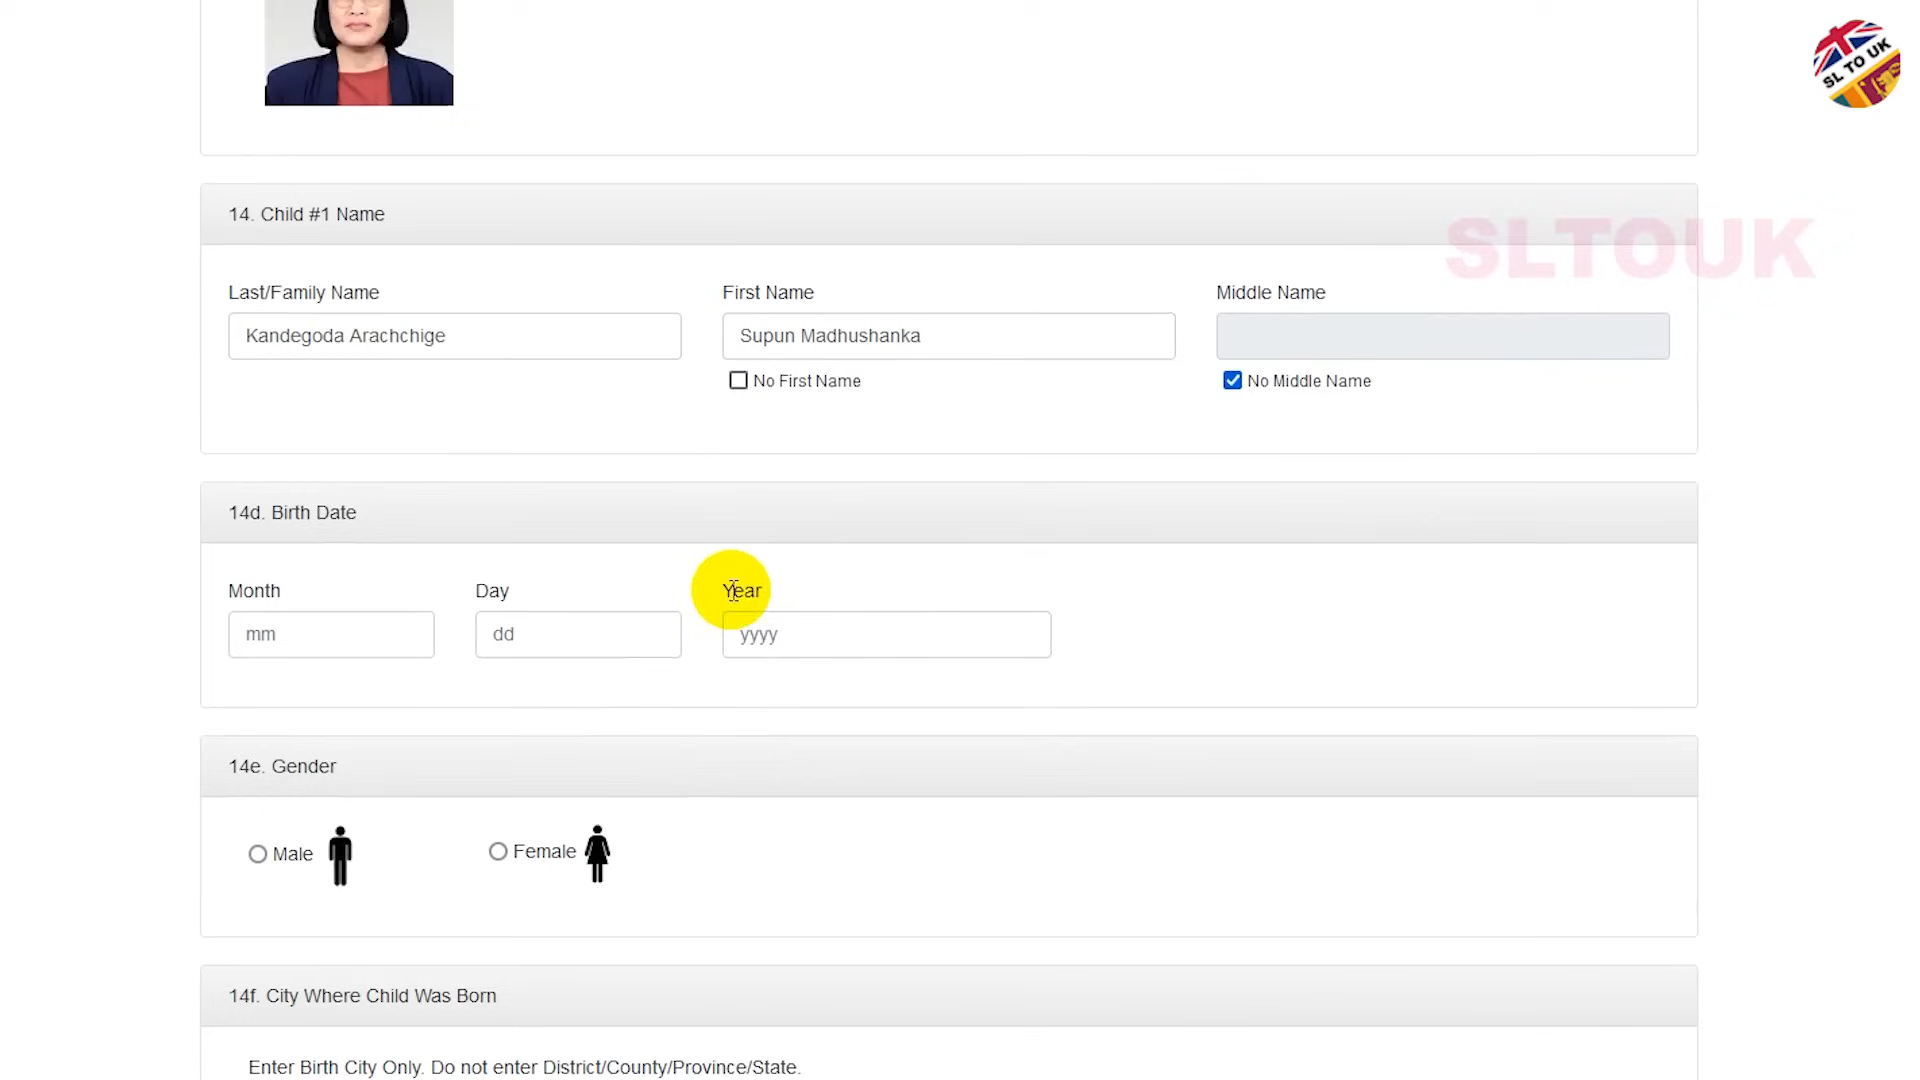 SL TO UK
14. Child #1 Name
SLTOUK
Last/Family Name First Name Middle Name
Kandegoda Arachchige Supun Madhushanka
No First Name No Middle Name
14d. Birth Date
Month Day Year
mm dd yyyy
14e. Gender
Male Female
14f. City Where Child Was Born
Enter Birth City Only. Do not enter District/County/Province/State.